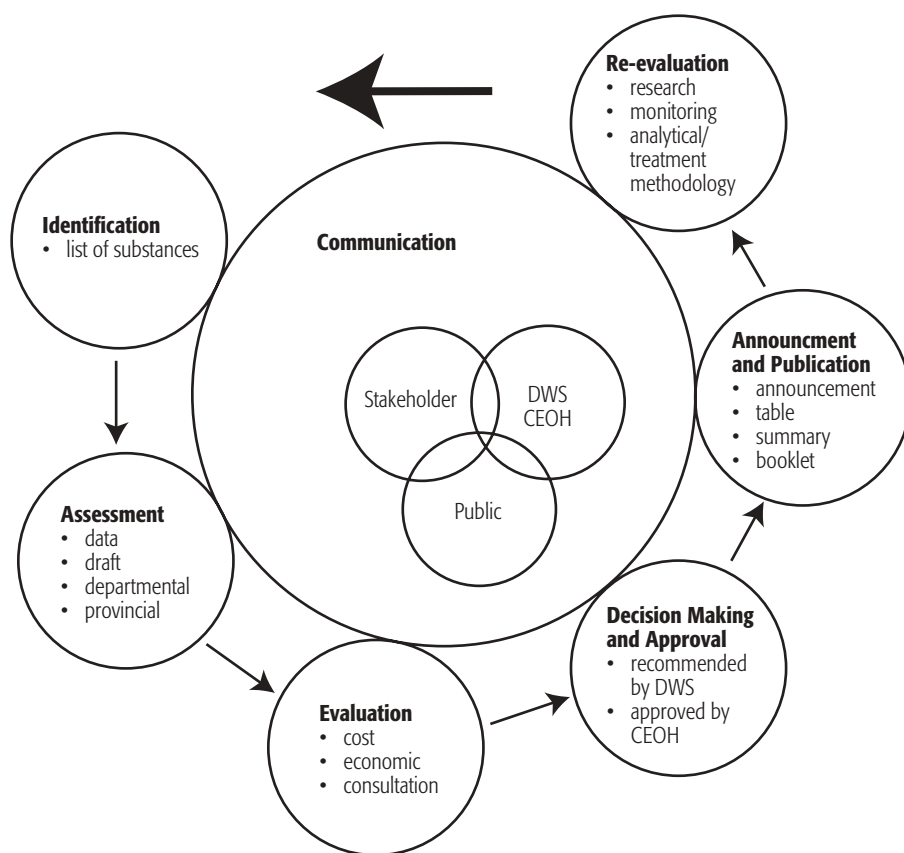 Re-evaluation
• research
• monitoring
• analytical/
treatment
methodology
Identification
• list of substances
Communication
Stakeholder
DWS
CEOH
Public
Announcment
and Publication
• announcement
• table
• summary
• booklet
Assessment
• data
• draft
• departmental
• provincial
Decision Making
and Approval
• recommended
by DWS
• approved by
CEOH
Evaluation
• cost
• economic
• consultation